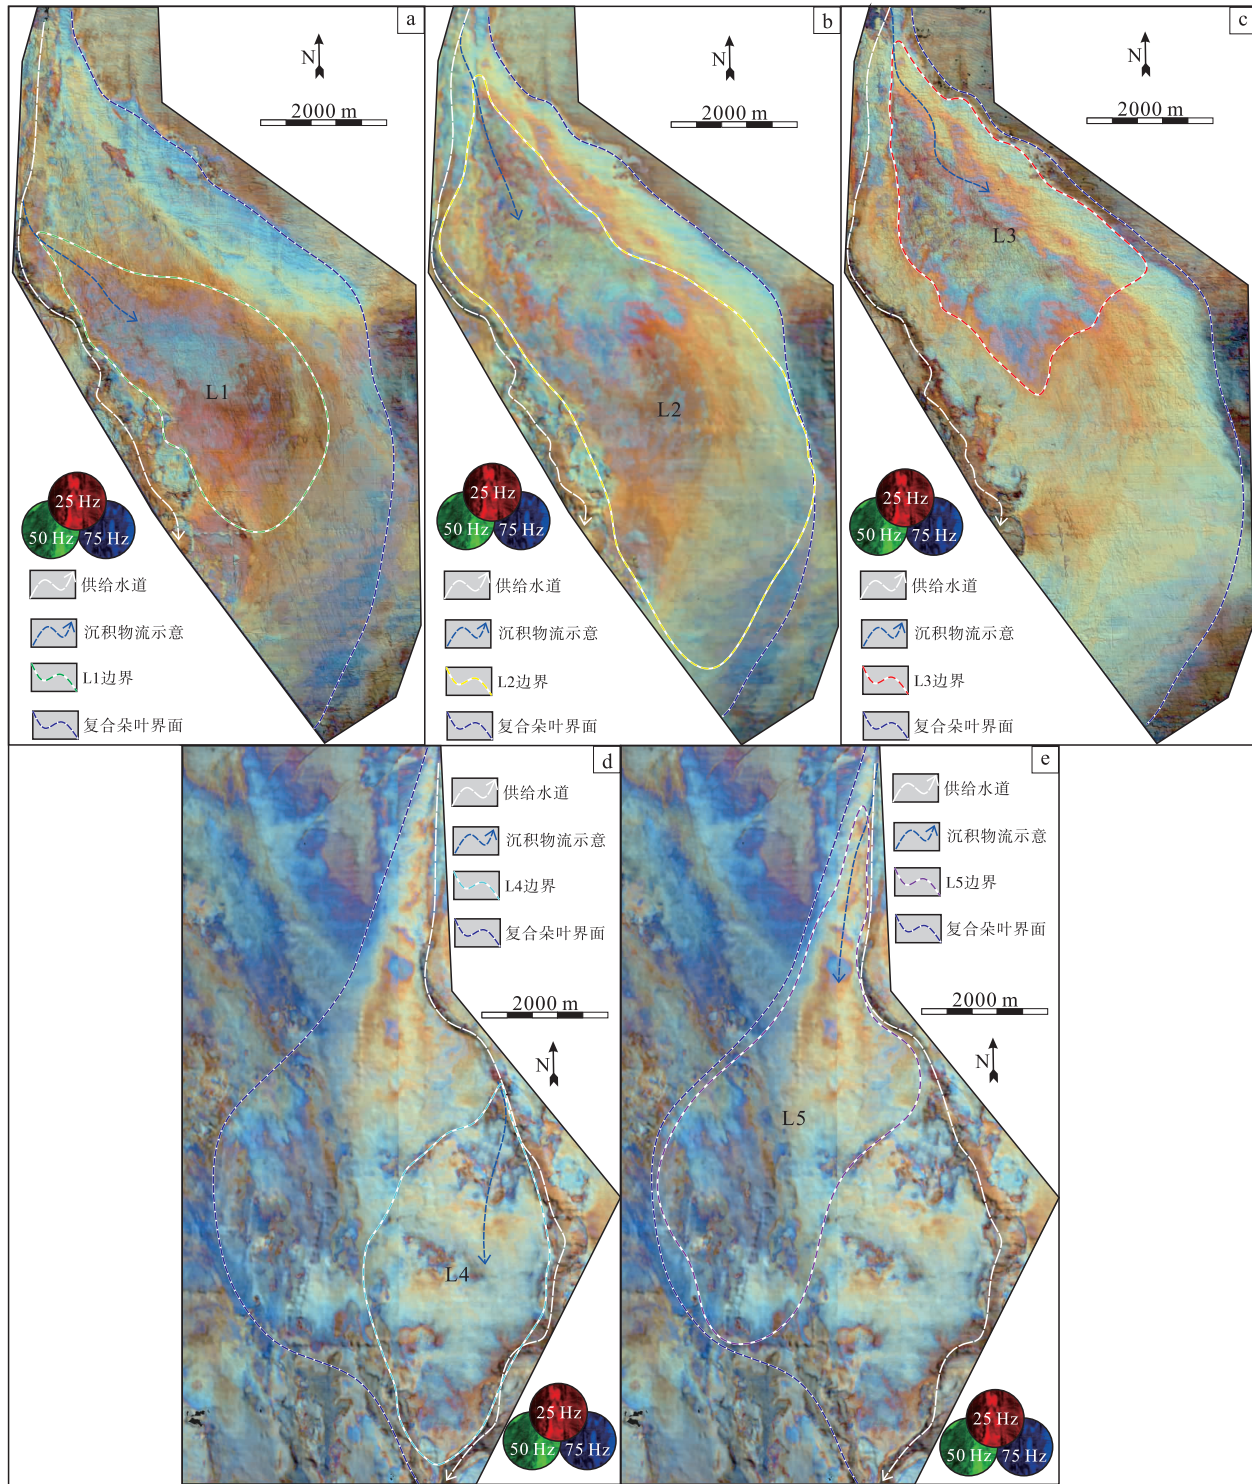 a
N
2000 m
L1
25 Hz
50 Hz
75 Hz
供给水道
沉积物流示意
L1边界
复合朵叶界面
b
N
2000 m
L2
25 Hz
50 Hz
75 Hz
供给水道
沉积物流示意
L2边界
复合朵叶界面
c
N
2000 m
L3
25 Hz
50 Hz
75 Hz
供给水道
沉积物流示意
L3边界
复合朵叶界面
d
供给水道
沉积物流示意
L4边界
复合朵叶界面
2000 m
N
L4
25 Hz
50 Hz
75 Hz
e
供给水道
沉积物流示意
L5边界
复合朵叶界面
2000 m
N
L5
25 Hz
50 Hz
75 Hz